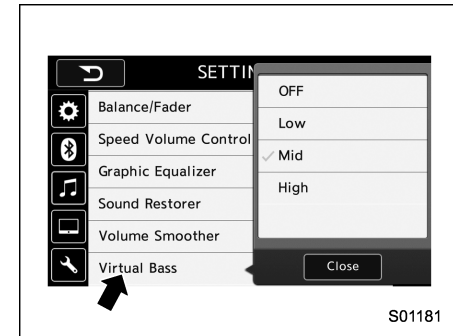 SETTIN
Balance/Fader
Speed Volume Control
Graphic Equalizer
Sound Restorer
Volume Smoother
Virtual Bass
OFF
Low
Mid
High
Close
S01181